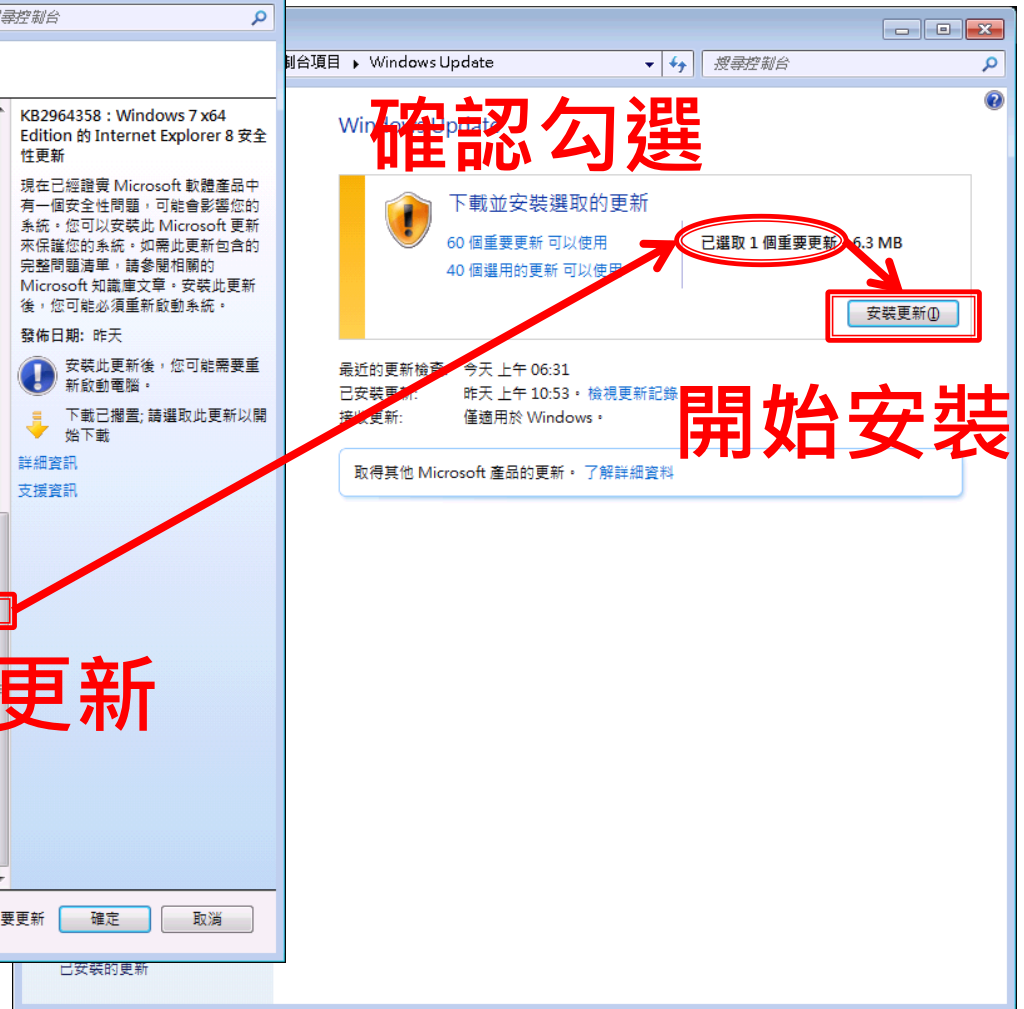 尋控制台
KB2964358：Windows 7 x64
Edition 的 Internet Explorer 8 安全
性更新
現在已經證實 Microsoft 軟體產品中
有一個安全性問題，可能會影響您的
系統。您可以安裝此 Microsoft 更新
來保護您的系統。如需此更新包含的
完整問題清單，請參閱相關的
Microsoft 知識庫文章。安裝此更新
後，您可能必須重新啟動系統。
發佈日期: 昨天
安裝此更新後，您可能需要重
新啟動電腦。
下載已擱置; 請選取此更新以開
始下載
詳細資訊
支援資訊
更新
要更新 確定 取消
已安裝的更新
制台項目 ▸ Windows Update
搜尋控制台
Windows Update
確認勾選
下載並安裝選取的更新
60 個重要更新 可以使用
40 個選用的更新 可以使用
已選取 1 個重要更新，6.3 MB
安裝更新(I)
最近的更新檢查: 今天 上午 06:31
已安裝更新: 昨天 上午 10:53。檢視更新記錄
接收更新: 僅適用於 Windows。
開始安裝
取得其他 Microsoft 產品的更新。了解詳細資料